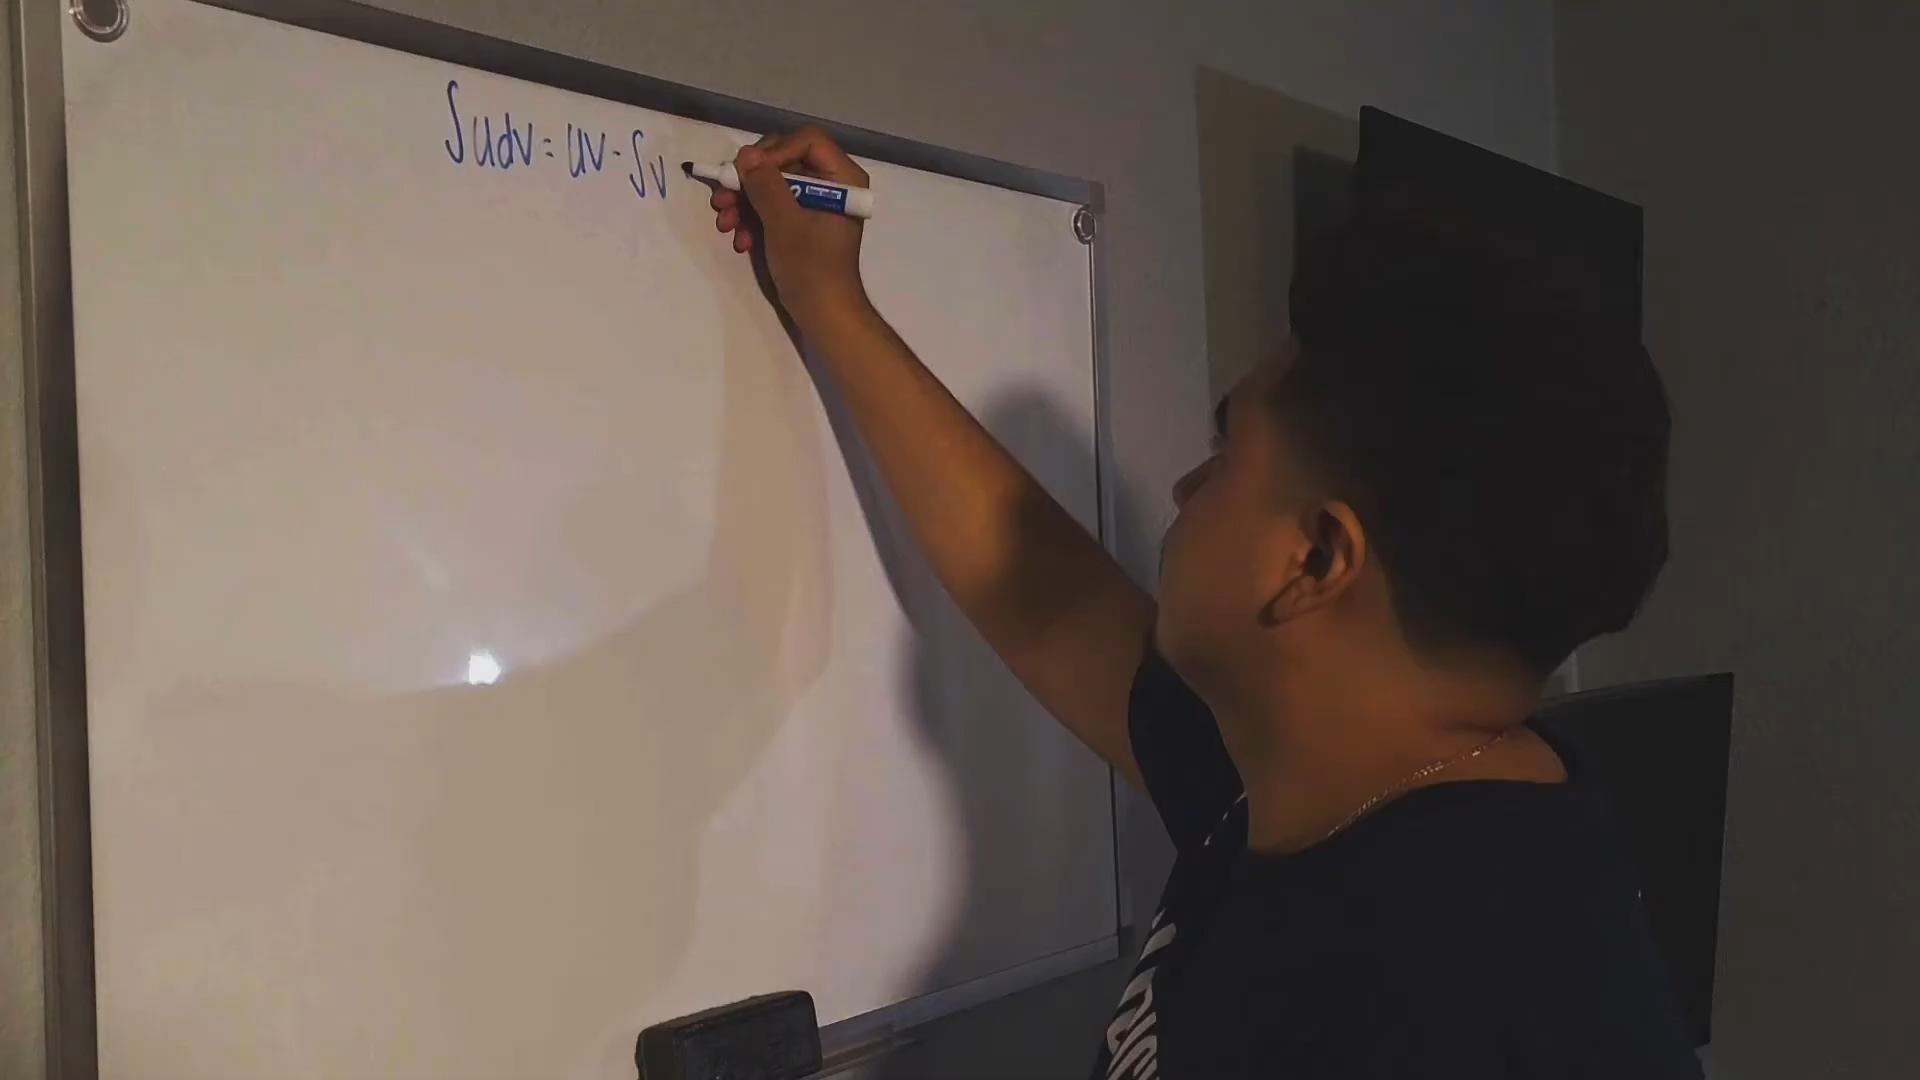 ∫udv = uv - ∫v